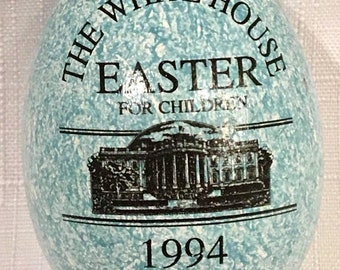 THE WHITE HOUSE
EASTER
FOR CHILDREN
1994